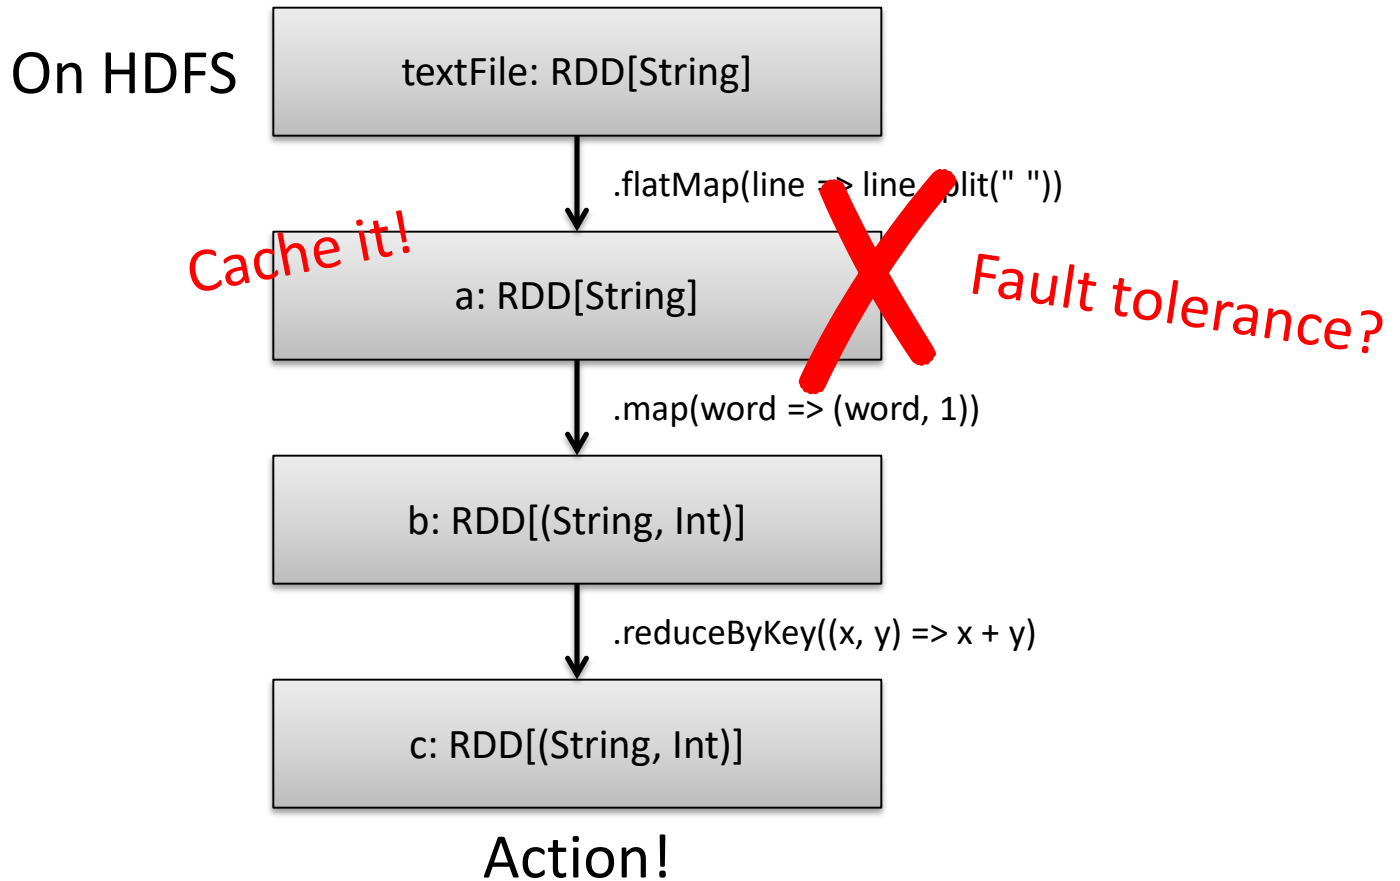 On HDFS
textFile: RDD[String]
.flatMap(line => line.split(" "))
Cache it!
a: RDD[String]
Fault tolerance?
.map(word => (word, 1))
b: RDD[(String, Int)]
.reduceByKey((x, y) => x + y)
c: RDD[(String, Int)]
Action!